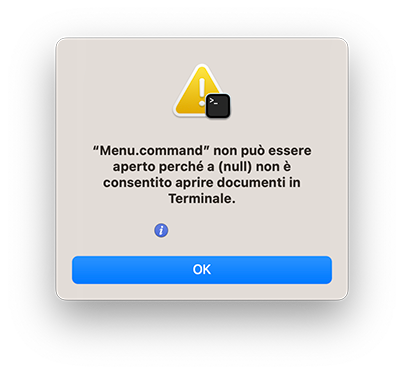 “Menu.command” non può essere
aperto perché a (null) non è
consentito aprire documenti in
Terminale.
OK